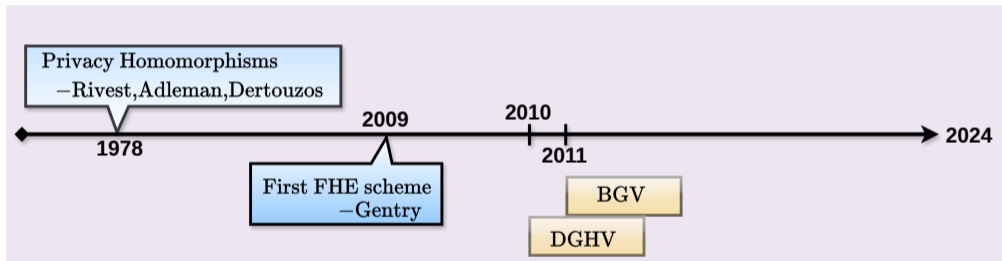 Privacy Homomorphisms
−Rivest,Adleman,Dertouzos
1978
2009
First FHE scheme
−Gentry
2010
2011
2024
BGV
DGHV